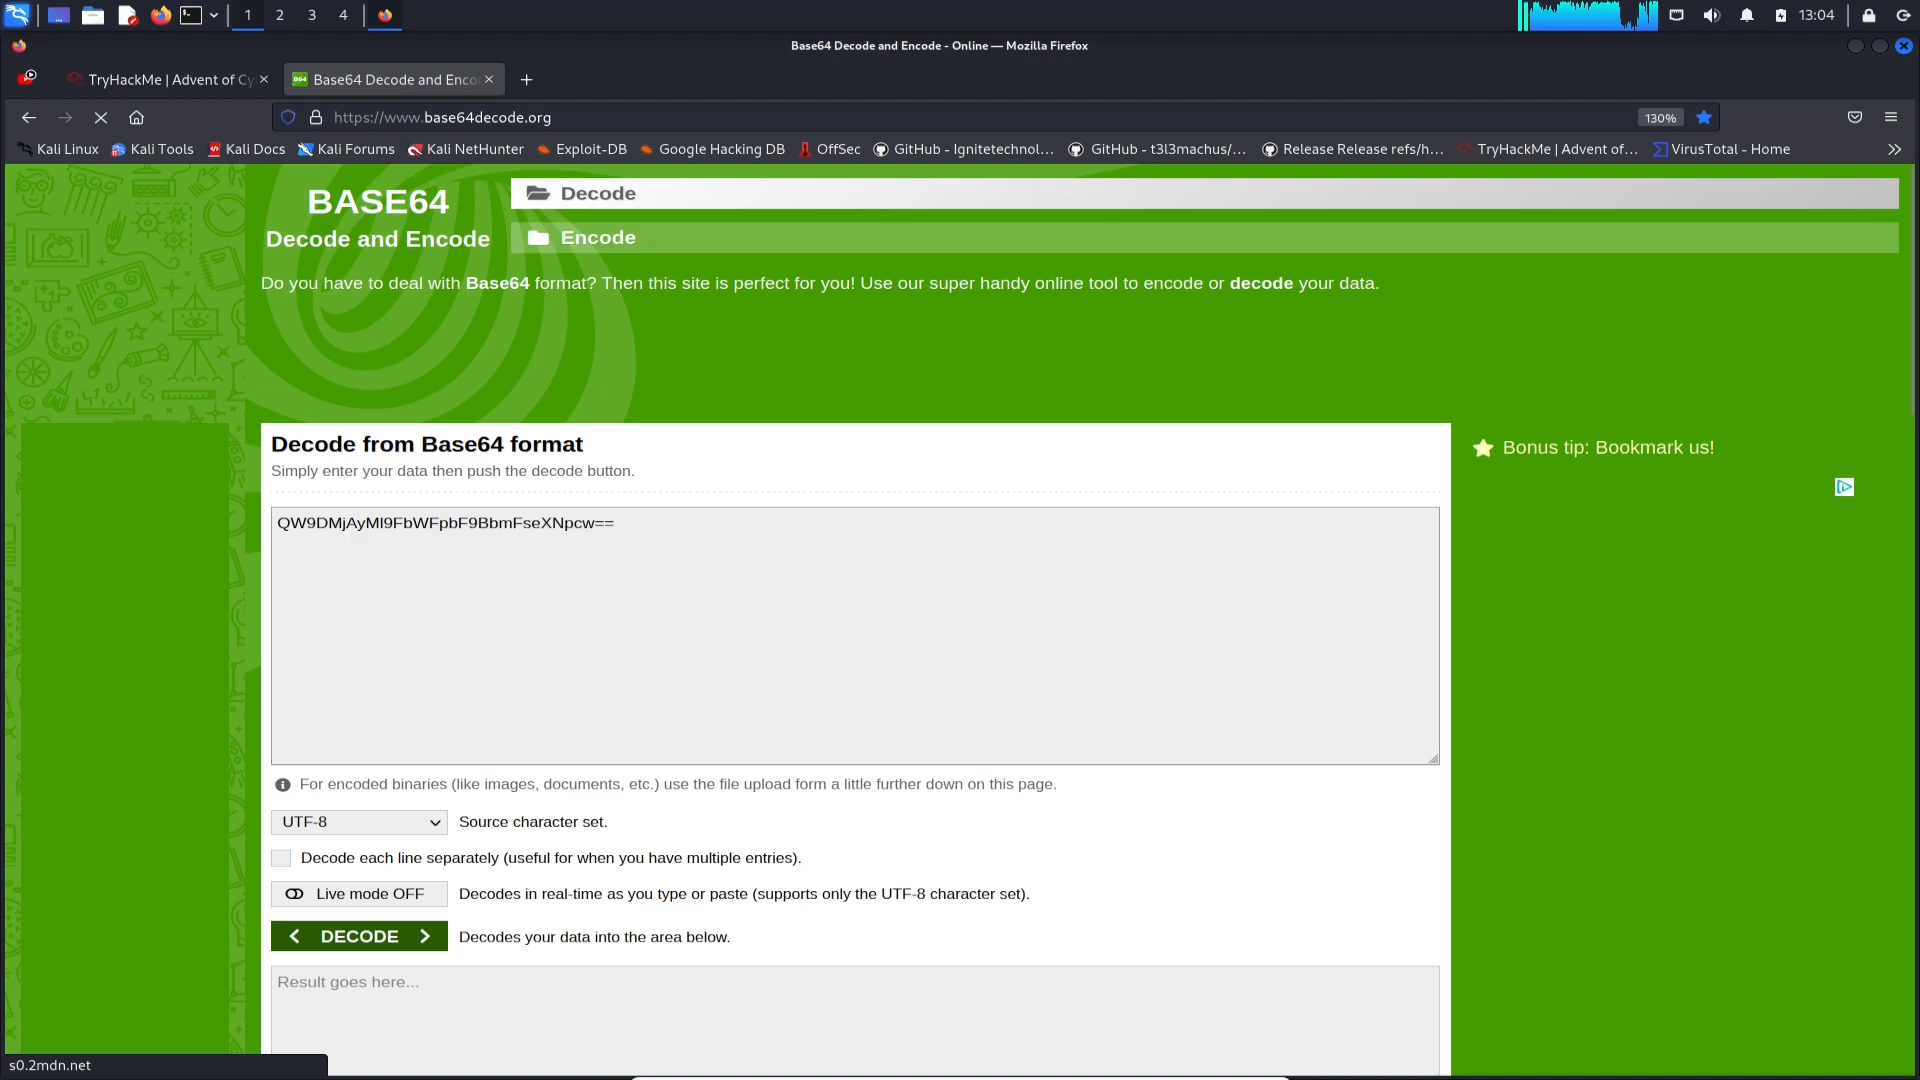 1 2 3 4 13:04
Base64 Decode and Encode - Online — Mozilla Firefox
TryHackMe | Advent of Cy
B64 Base64 Decode and Enco
https://www.base64decode.org 130%
Kali Linux Kali Tools Kali Docs Kali Forums Kali NetHunter Exploit-DB Google Hacking DB OffSec GitHub - Ignitetechnol... GitHub - t3l3machus/... Release Release refs/h... TryHackMe | Advent of... VirusTotal - Home
BASE64
Decode and Encode
Decode
Encode
Do you have to deal with Base64 format? Then this site is perfect for you! Use our super handy online tool to encode or decode your data.
Decode from Base64 format
Simply enter your data then push the decode button.
Bonus tip: Bookmark us!
QW9DMjAyMl9FbWFpbF9BbmFseXNpcw==
For encoded binaries (like images, documents, etc.) use the file upload form a little further down on this page.
UTF-8 Source character set.
Decode each line separately (useful for when you have multiple entries).
Live mode OFF Decodes in real-time as you type or paste (supports only the UTF-8 character set).
DECODE Decodes your data into the area below.
Result goes here...
s0.2mdn.net